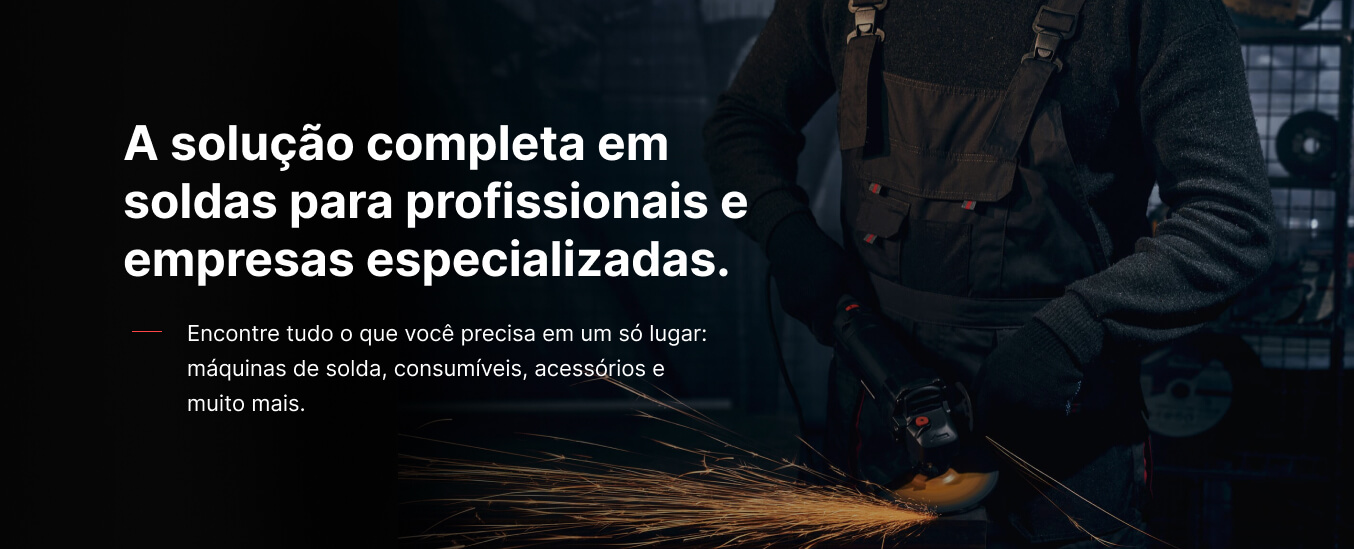 A solução completa em
soldas para profissionais e
empresas especializadas.
Encontre tudo o que você precisa em um só lugar:
máquinas de solda, consumíveis, acessórios e
muito mais.